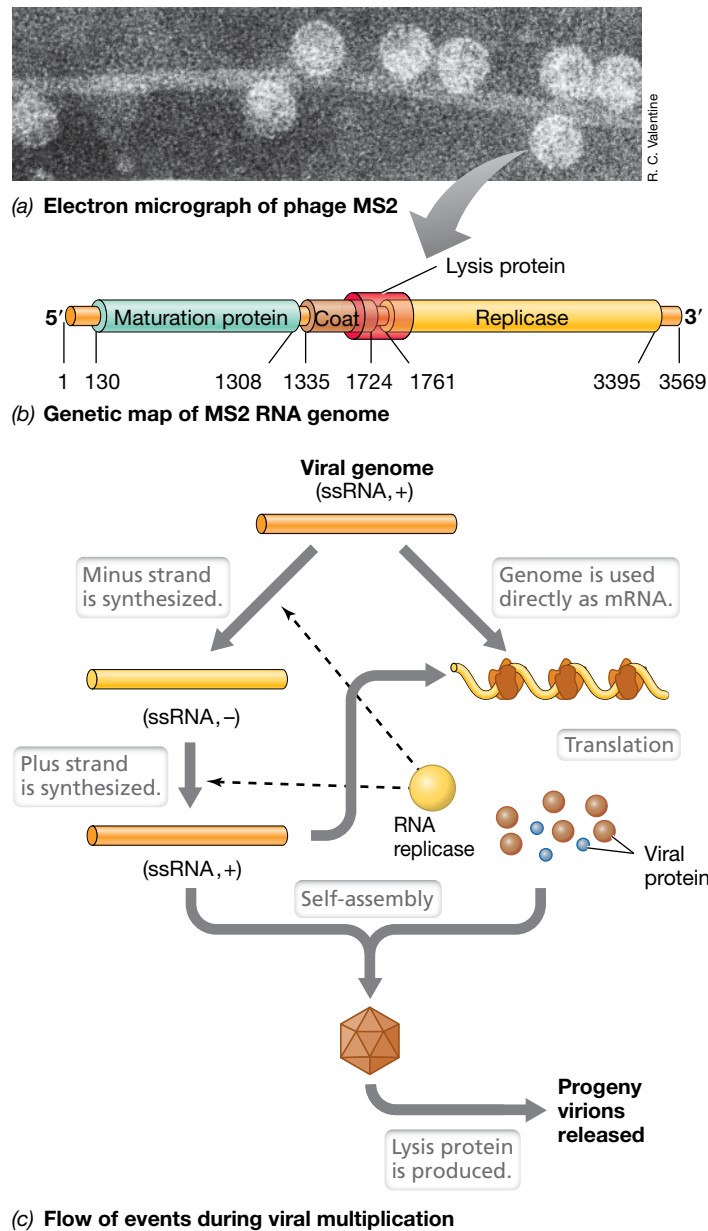 R. C. Valentine
(a) Electron micrograph of phage MS2
Lysis protein
5′ Maturation protein Coat Replicase 3′
1 130 1308 1335 1724 1761 3395 3569
(b) Genetic map of MS2 RNA genome
Viral genome
(ssRNA, +)
Minus strand
is synthesized.
Genome is used
directly as mRNA.
(ssRNA, –)
Translation
Plus strand
is synthesized.
RNA
replicase
Viral
protein
(ssRNA, +)
Self-assembly
Progeny
virions
released
Lysis protein
is produced.
(c) Flow of events during viral multiplication